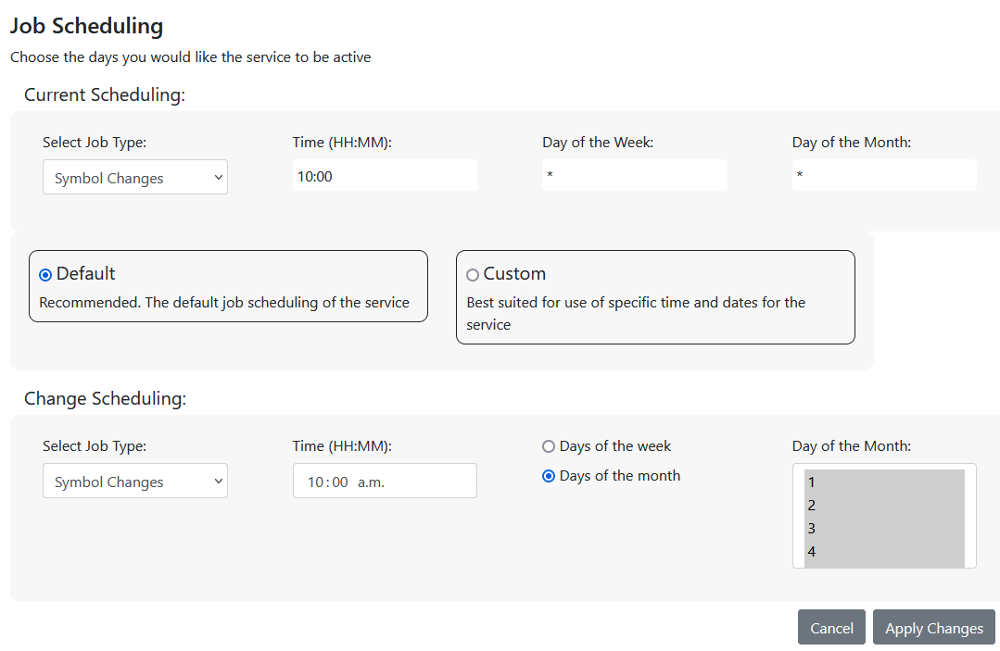 Job Scheduling
Choose the days you would like the service to be active
Current Scheduling:
Select Job Type: Time (HH:MM): Day of the Week: Day of the Month:
Symbol Changes 10:00 * *
Default
Recommended. The default job scheduling of the service
Custom
Best suited for use of specific time and dates for the
service
Change Scheduling:
Select Job Type: Time (HH:MM): Days of the week Day of the Month:
Symbol Changes 10:00 a.m. Days of the month
1
2
3
4
Cancel Apply Changes